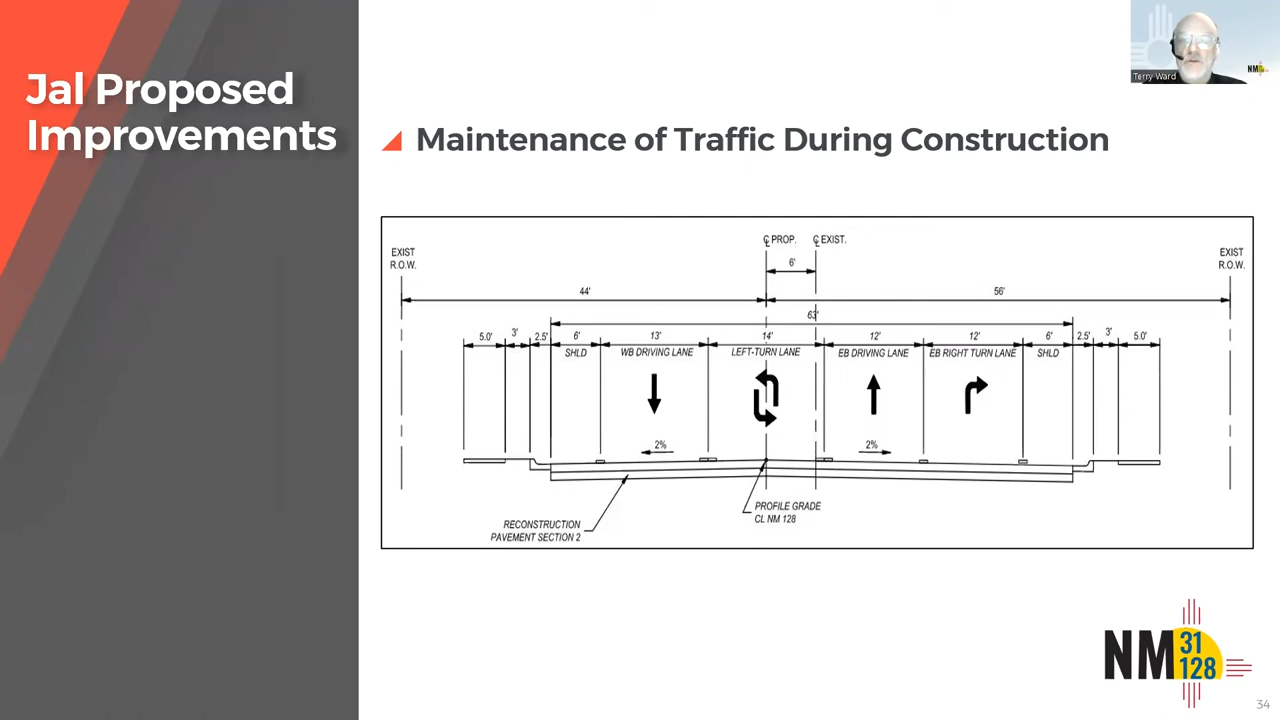 Jal Proposed
Improvements
Terry Ward
NM
Maintenance of Traffic During Construction
℄ PROP. ℄ EXIST.
EXIST
R.O.W.
EXIST
R.O.W.
6'
44' 56'
63'
5.0' 3' 2.5' 6' 13' 14' 12' 12' 6' 2.5' 3' 5.0'
SHLD WB DRIVING LANE LEFT-TURN LANE EB DRIVING LANE EB RIGHT TURN LANE SHLD
2% 2%
PROFILE GRADE
CL NM 128
RECONSTRUCTION
PAVEMENT SECTION 2
NM 31
128
34